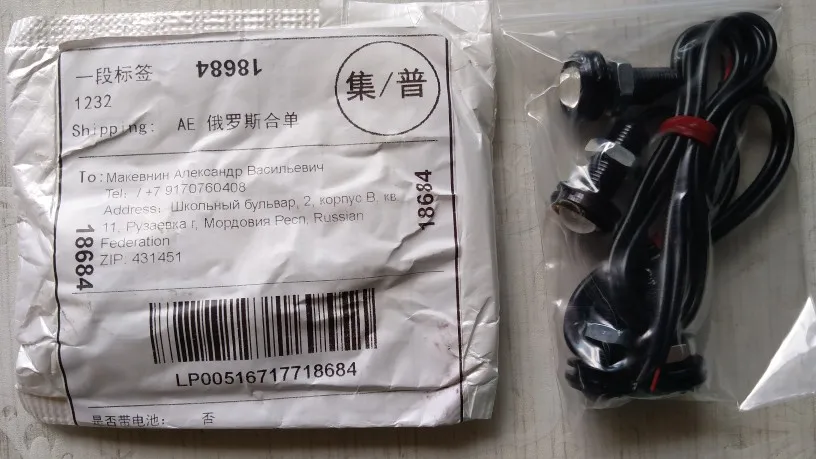 一段标签
18684
1232
集/普
Shipping: AE 俄罗斯合单
To: Макевнин Александр Васильевич
Tel: / +7 9170760408
Address: Школьный бульвар, 2, корпус В. кв.
11, Рузаевка г, Мордовия Респ, Russian
Federation
ZIP: 431451
18684
18684
LP00516717718684
是否带电池: 否